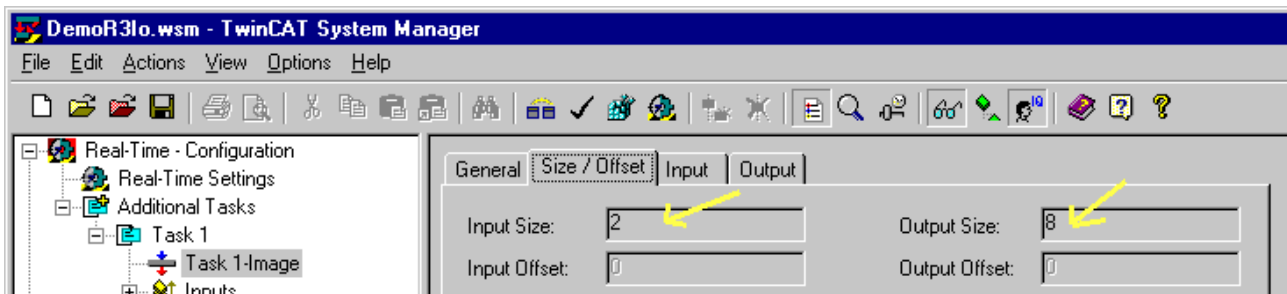 DemoR3Io.wsm - TwinCAT System Manager
File Edit Actions View Options Help
Real-Time - Configuration
Real-Time Settings
Additional Tasks
Task 1
Task 1-Image
Inputs
General Size / Offset Input Output
Input Size: 2 Output Size: 8
Input Offset: 0 Output Offset: 0